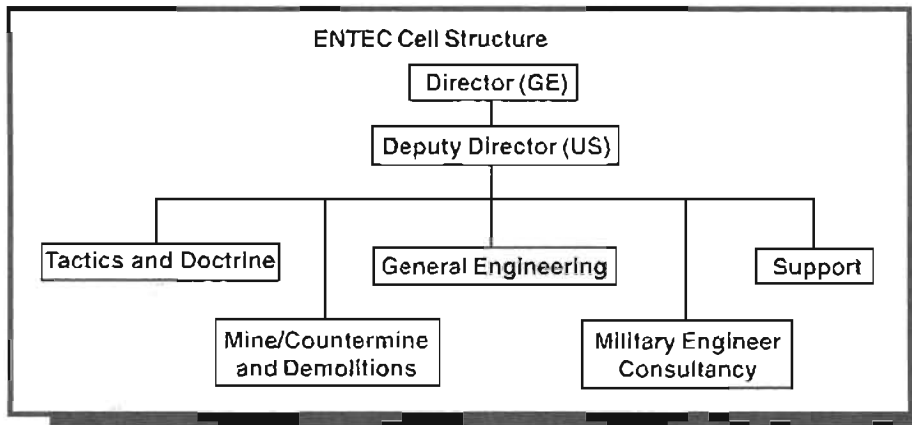 ENTEC Cell Structure
Director (GE)
Deputy Director (US)
Tactics and Doctrine
General Engineering
Support
Mine/Countermine
and Demolitions
Military Engineer
Consultancy